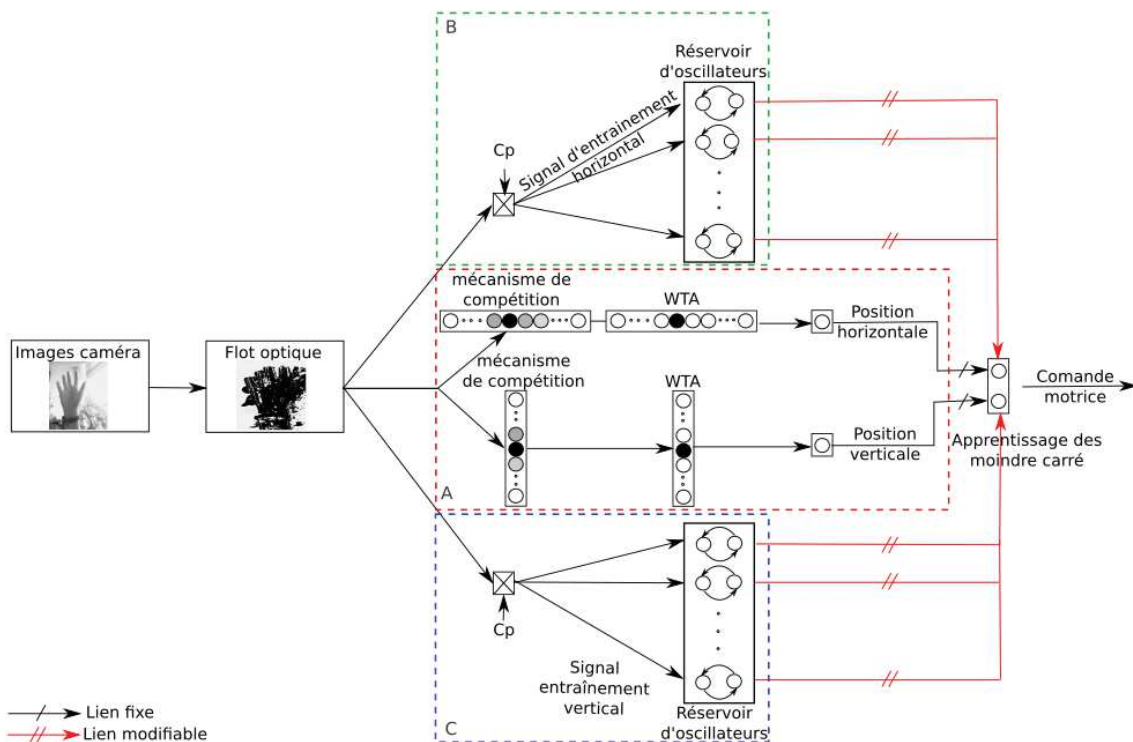 B
Réservoir
d'oscillateurs
Cp
Signal d'entrainement
horizontal
mécanisme de
compétition
WTA
Position
horizontale
Images caméra
Flot optique
mécanisme
de compétition
WTA
Position
verticale
Comande
motrice
Apprentissage des
moindre carré
A
Cp
Signal
entraînement
vertical
Réservoir
d'oscillateurs
C
Lien fixe
Lien modifiable